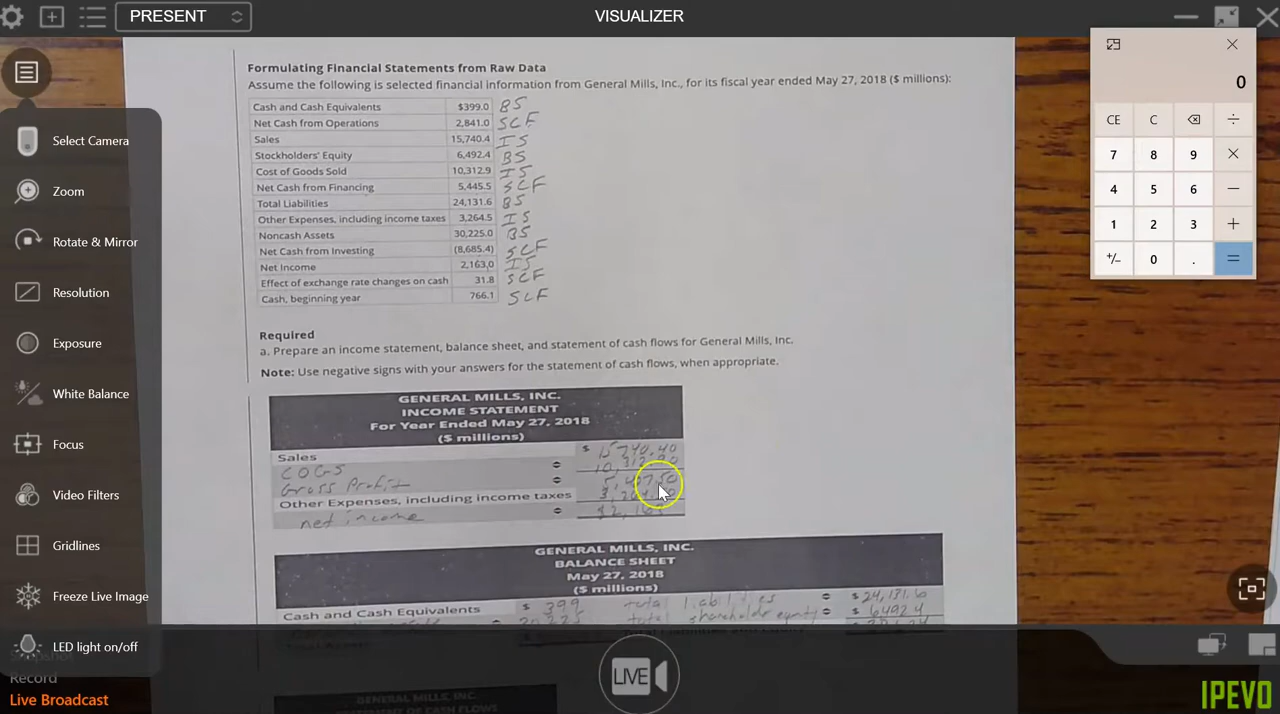 PRESENT
VISUALIZER
Formulating Financial Statements from Raw Data
Assume the following is selected financial information from General Mills, Inc., for its fiscal year ended May 27, 2018 ($ millions):
Cash and Cash Equivalents $399.0 BS
Net Cash from Operations 2,841.0 SCF
Sales 15,740.4 IS
Stockholders' Equity 6,492.4 BS
Cost of Goods Sold 10,312.9 IS
Net Cash from Financing 5,445.5 SCF
Total Liabilities 24,131.6 BS
Other Expenses, including income taxes 3,264.5 IS
Noncash Assets 30,225.0 BS
Net Cash from Investing (8,685.4) SCF
Net Income 2,163.0 IS
Effect of exchange rate changes on cash 31.8 SCF
Cash, beginning year 766.1 SCF
Required
a. Prepare an income statement, balance sheet, and statement of cash flows for General Mills, Inc.
Note: Use negative signs with your answers for the statement of cash flows, when appropriate.
GENERAL MILLS, INC.
INCOME STATEMENT
For Year Ended May 27, 2018
($ millions)
Sales $ 15740.40
COGS
Gross Profit
Other Expenses, including income taxes
net income
GENERAL MILLS, INC.
BALANCE SHEET
May 27, 2018
($ millions)
Cash and Cash Equivalents $ 399 total liabilities $24,131.6
total shareholder equity 6492.4
GENERAL MILLS, INC.
Select Camera
Zoom
Rotate & Mirror
Resolution
Exposure
White Balance
Focus
Video Filters
Gridlines
Freeze Live Image
LED light on/off
Record
Live Broadcast
LIVE
IPEVO
0
CE C ÷
7 8 9 ×
4 5 6 −
1 2 3 +
+/− 0 . =